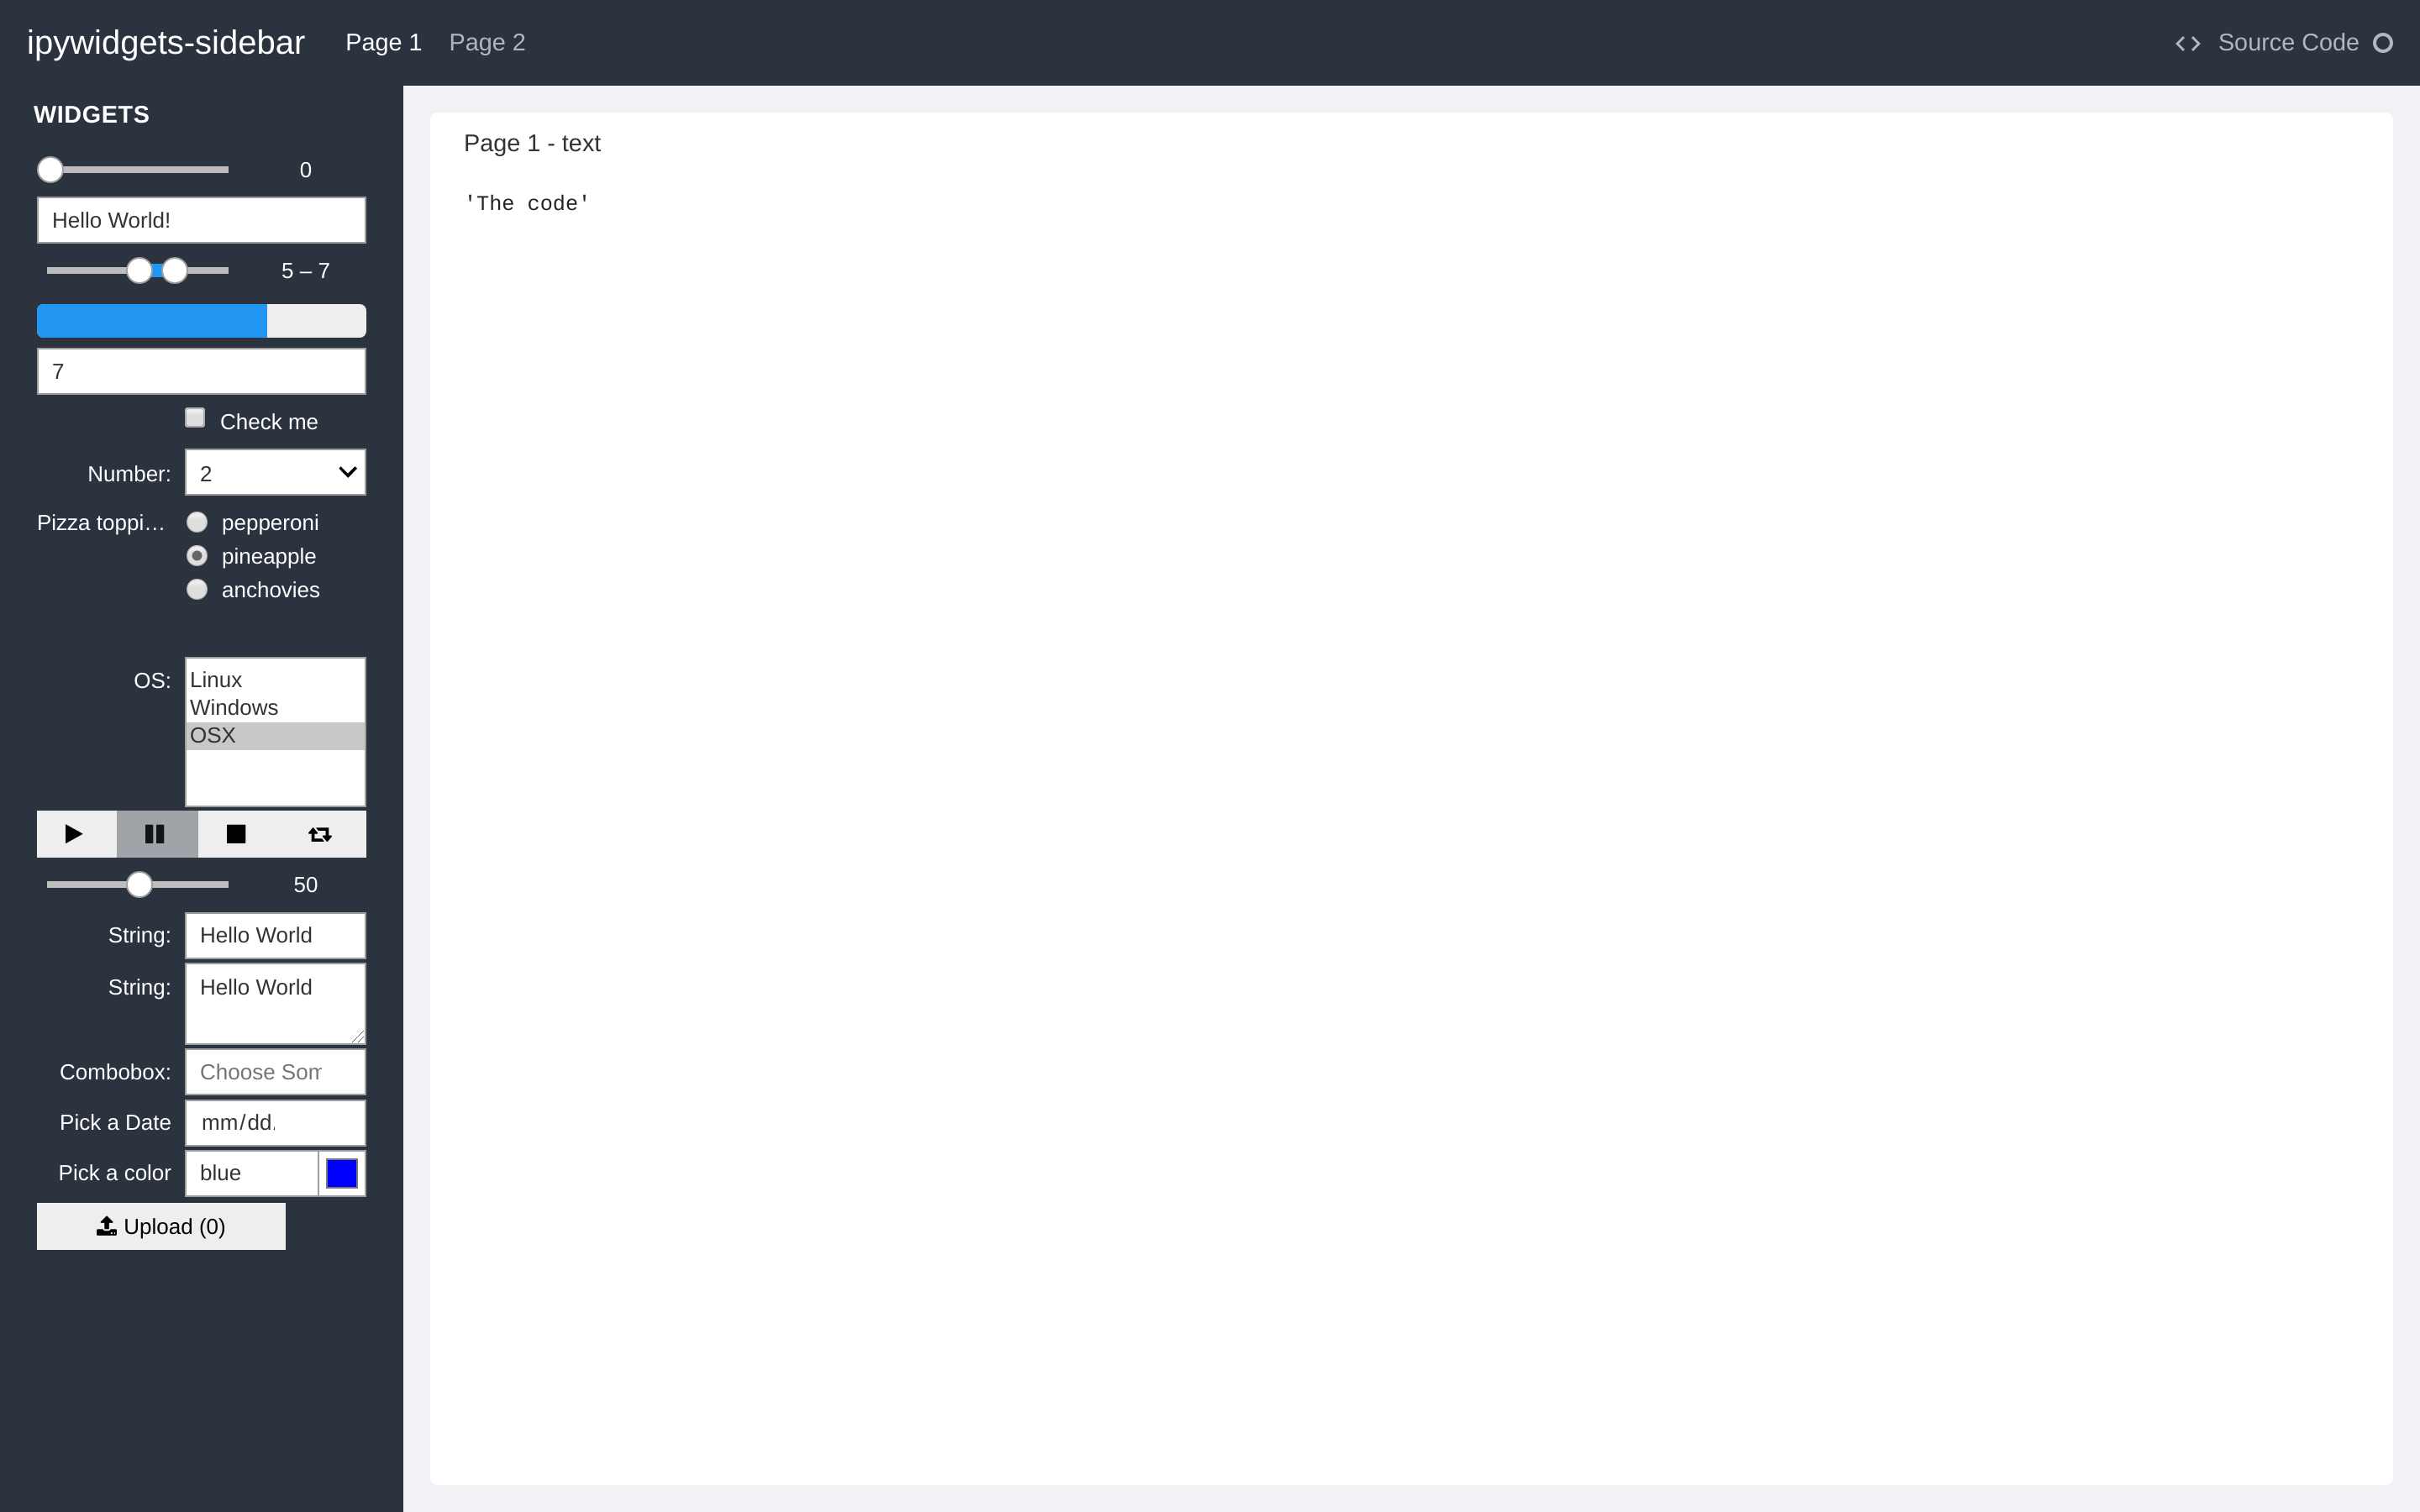 ipywidgets-sidebar Page 1 Page 2 Source Code
WIDGETS
0
Hello World!
5 – 7
7
Check me
Number: 2
Pizza toppi… pepperoni
pineapple
anchovies
OS: Linux
Windows
OSX
50
String: Hello World
String: Hello World
Combobox: Choose Som
Pick a Date mm/dd/
Pick a color blue
Upload (0)
Page 1 - text
'The code'